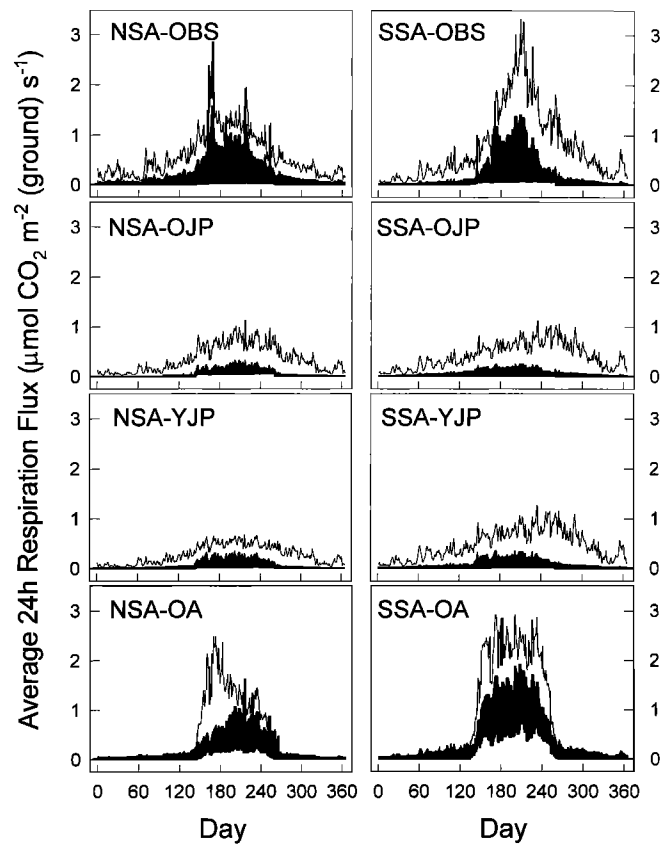 Average 24h Respiration Flux (μmol CO₂ m⁻² (ground) s⁻¹)
NSA-OBS
SSA-OBS
3
2
1
0
3
2
1
0
NSA-OJP
SSA-OJP
3
2
1
0
3
2
1
0
NSA-YJP
SSA-YJP
3
2
1
0
3
2
1
0
NSA-OA
SSA-OA
3
2
1
0
3
2
1
0
0 60 120 180 240 300 360
0 60 120 180 240 300 360
Day
Day